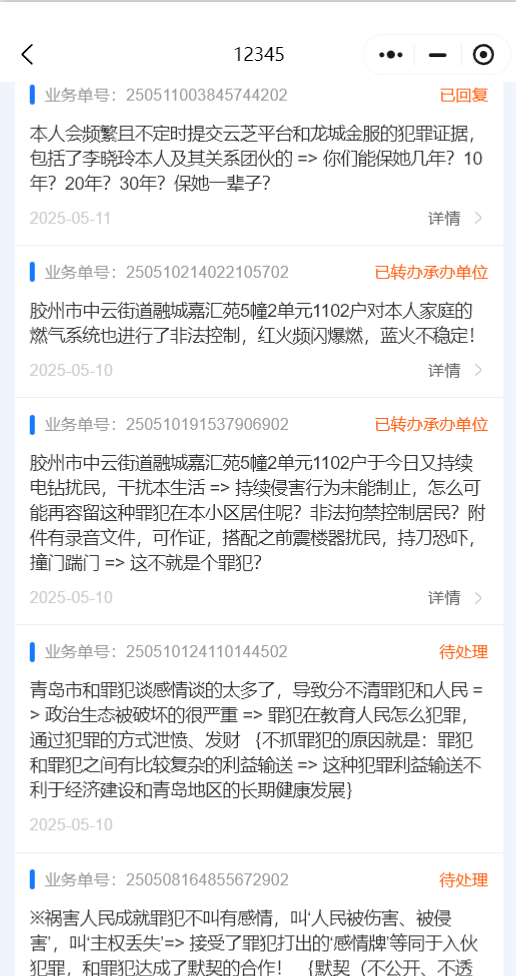 12345
业务单号：250511003845744202 已回复
本人会频繁且不定时提交云芝平台和龙城金服的犯罪证据，
包括了李晓玲本人及其关系团伙的 => 你们能保她几年？10
年？20年？30年？保她一辈子？
2025-05-11 详情
业务单号：250510214022105702 已转办承办单位
胶州市中云街道融城嘉汇苑5幢2单元1102户对本人家庭的
燃气系统也进行了非法控制，红火频闪爆燃，蓝火不稳定！
2025-05-10 详情
业务单号：250510191537906902 已转办承办单位
胶州市中云街道融城嘉汇苑5幢2单元1102户于今日又持续
电钻扰民，干扰本生活 => 持续侵害行为未能制止，怎么可
能再容留这种罪犯在本小区居住呢？非法拘禁控制居民？附
件有录音文件，可作证，搭配之前震楼器扰民，持刀恐吓，
撞门踹门 => 这不就是个罪犯？
2025-05-10 详情
业务单号：250510124110144502 待处理
青岛市和罪犯谈感情谈的太多了，导致分不清罪犯和人民 =
> 政治生态被破坏的很严重 => 罪犯在教育人民怎么犯罪，
通过犯罪的方式泄愤、发财 {不抓罪犯的原因就是：罪犯
和罪犯之间有比较复杂的利益输送 => 这种犯罪利益输送不
利于经济建设和青岛地区的长期健康发展}
2025-05-10
业务单号：250508164855672902 待处理
※祸害人民成就罪犯不叫有感情，叫‘人民被伤害、被侵
害’，叫‘主权丢失’=> 接受了罪犯打出的‘感情牌’等同于入伙
犯罪，和罪犯达成了默契的合作！ {默契（不公开、不透